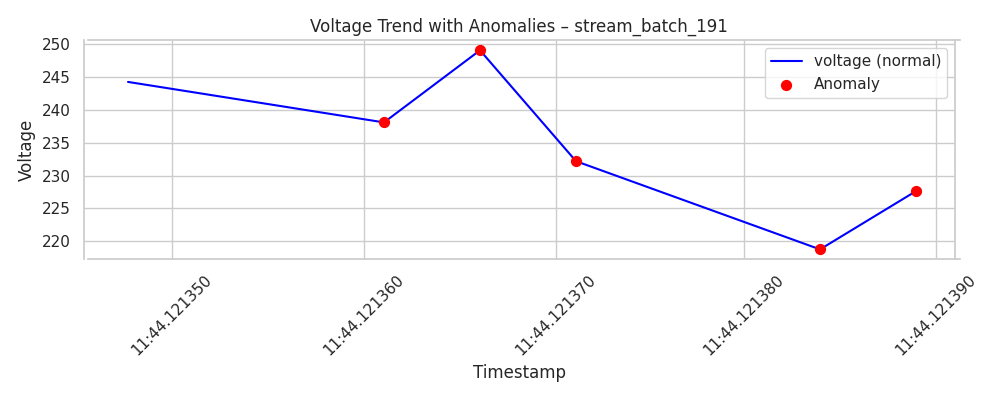 Voltage Trend with Anomalies – stream_batch_191
voltage (normal)
Anomaly
Voltage
250
245
240
235
230
225
220
11:44.121350
11:44.121360
11:44.121370
11:44.121380
11:44.121390
Timestamp